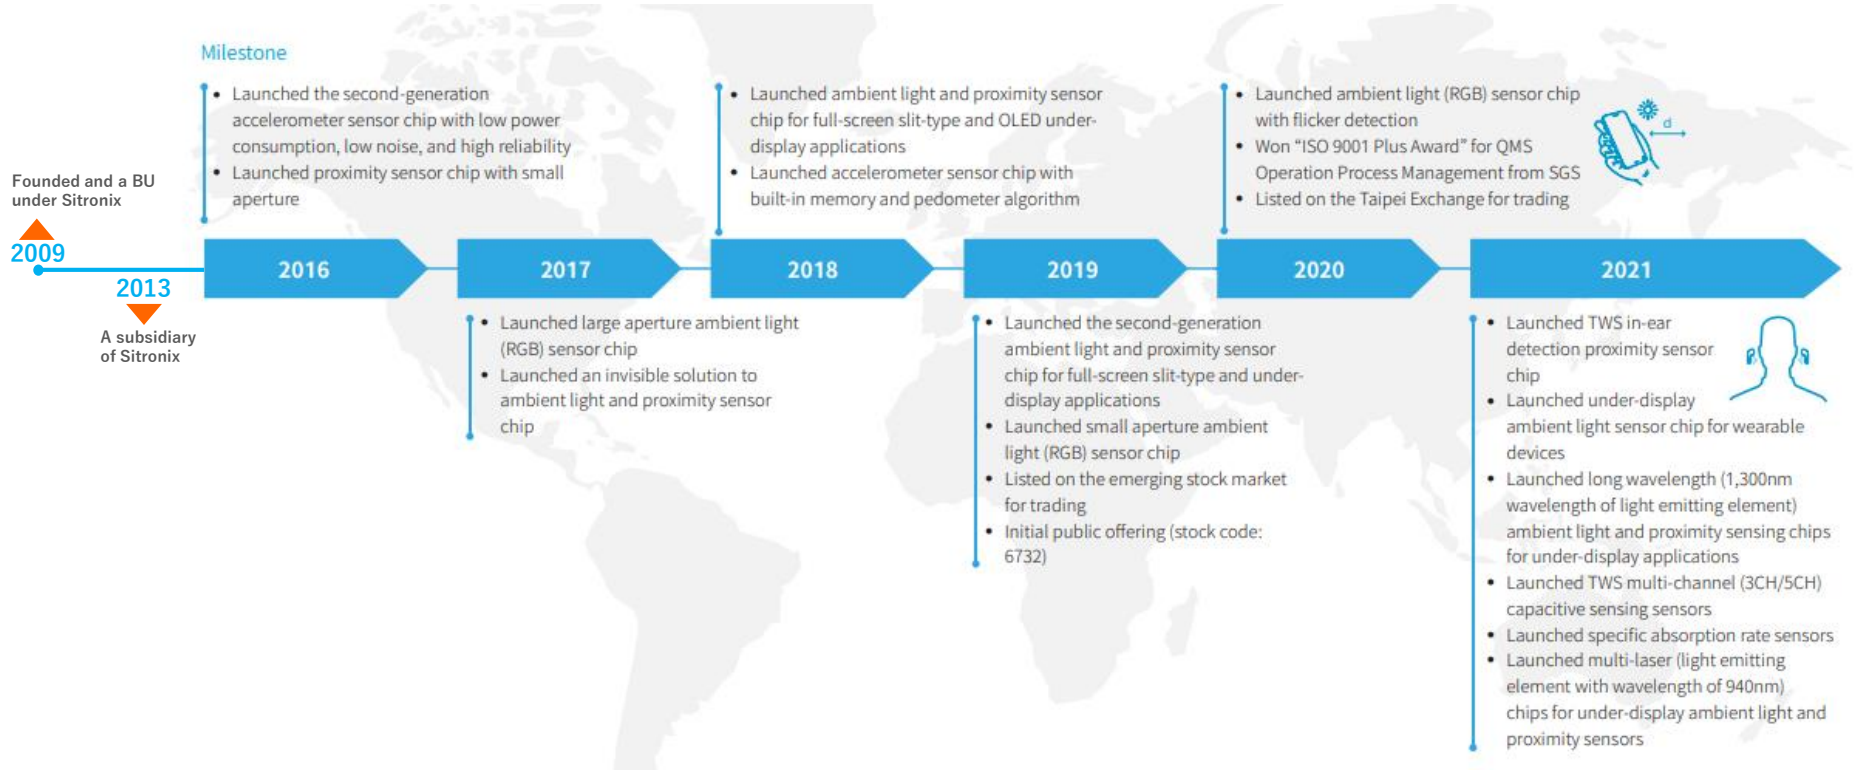 Milestone
Founded and a BU
under Sitronix
2009
2013
A subsidiary
of Sitronix
• Launched the second-generation
accelerometer sensor chip with low power
consumption, low noise, and high reliability
• Launched proximity sensor chip with small
aperture
2016
2017
• Launched large aperture ambient light
(RGB) sensor chip
• Launched an invisible solution to
ambient light and proximity sensor
chip
• Launched ambient light and proximity sensor
chip for full-screen slit-type and OLED under-
display applications
• Launched accelerometer sensor chip with
built-in memory and pedometer algorithm
2018
2019
• Launched the second-generation
ambient light and proximity sensor
chip for full-screen slit-type and under-
display applications
• Launched small aperture ambient
light (RGB) sensor chip
• Listed on the emerging stock market
for trading
• Initial public offering (stock code:
6732)
• Launched ambient light (RGB) sensor chip
with flicker detection
• Won “ISO 9001 Plus Award” for QMS
Operation Process Management from SGS
• Listed on the Taipei Exchange for trading
d
2020
2021
• Launched TWS in-ear
detection proximity sensor
chip
• Launched under-display
ambient light sensor chip for wearable
devices
• Launched long wavelength (1,300nm
wavelength of light emitting element)
ambient light and proximity sensing chips
for under-display applications
• Launched TWS multi-channel (3CH/5CH)
capacitive sensing sensors
• Launched specific absorption rate sensors
• Launched multi-laser (light emitting
element with wavelength of 940nm)
chips for under-display ambient light and
proximity sensors